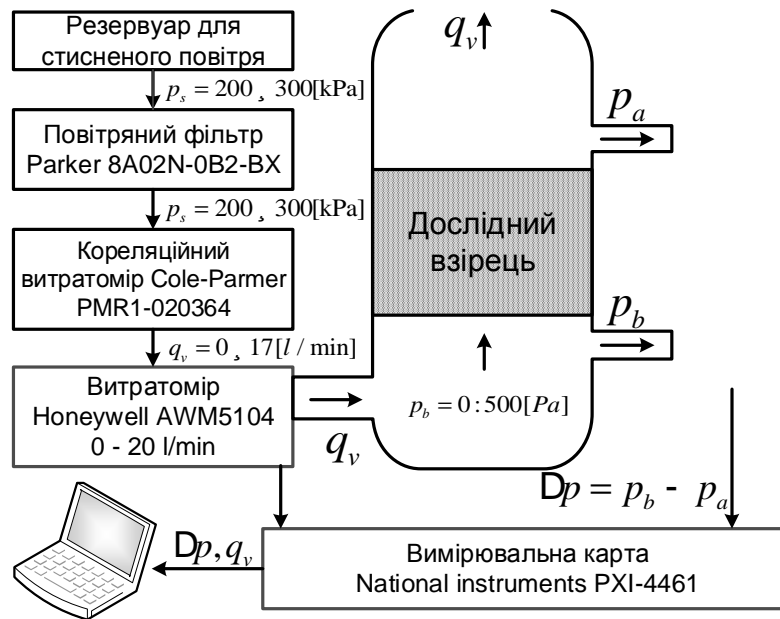 Резервуар для
стисненого повітря
p_s = 200 ¸ 300[kPa]
Повітряний фільтр
Parker 8A02N-0B2-BX
p_s = 200 ¸ 300[kPa]
Кореляційний
витратомір Cole-Parmer
PMR1-020364
q_v = 0 ¸ 17[l / min]
Витратомір
Honeywell AWM5104
0 - 20 l/min
q_v
q_v
p_a
Дослідний
взірець
p_b
p_b = 0 : 500[Pa]
Dp = p_b - p_a
Dp, q_v
Вимірювальна карта
National instruments PXI-4461